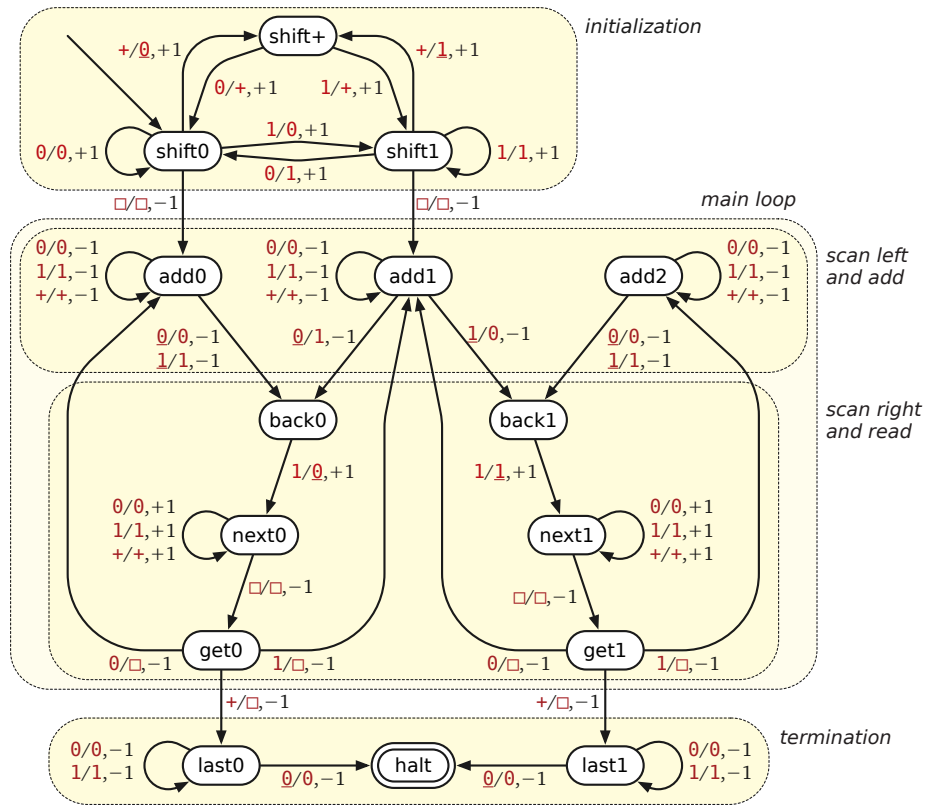 initialization
shift+
+/0̲,+1
+/1̲,+1
0/+,+1
1/+,+1
1/0,+1
0/0,+1
shift0
shift1
1/1,+1
0/1,+1
□/□,−1
□/□,−1
main loop
0/0,−1
1/1,−1
+/+,−1
add0
0/0,−1
1/1,−1
+/+,−1
add1
add2
0/0,−1
1/1,−1
+/+,−1
scan left
and add
0̲/0,−1
1̲/1,−1
0̲/1,−1
1̲/0,−1
0̲/0,−1
1̲/1,−1
back0
back1
scan right
and read
1/0̲,+1
1/1̲,+1
0/0,+1
1/1,+1
+/+,+1
next0
next1
0/0,+1
1/1,+1
+/+,+1
□/□,−1
□/□,−1
get0
get1
0/□,−1
1/□,−1
0/□,−1
1/□,−1
+/□,−1
+/□,−1
termination
0/0,−1
1/1,−1
last0
0̲/0,−1
halt
0̲/0,−1
last1
0/0,−1
1/1,−1